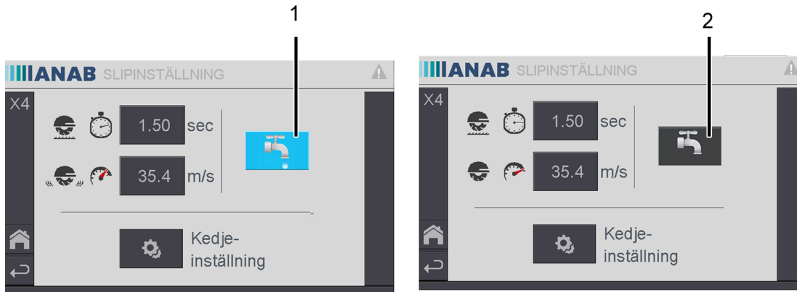 1
2
ANAB SLIPINSTÄLLNING
X4
1.50 sec
35.4 m/s
Kedje-
inställning
ANAB SLIPINSTÄLLNING
X4
1.50 sec
35.4 m/s
Kedje-
inställning